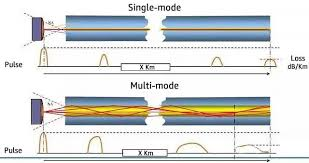 Single-mode
Pulse
X Km
Loss
dB/Km
Multi-mode
Pulse
X Km